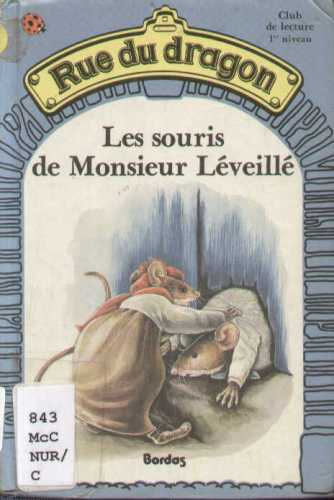 Club
de lecture
1er niveau
Rue du dragon
Les souris
de Monsieur Léveillé
843
McC
NUR/
C
Bordas